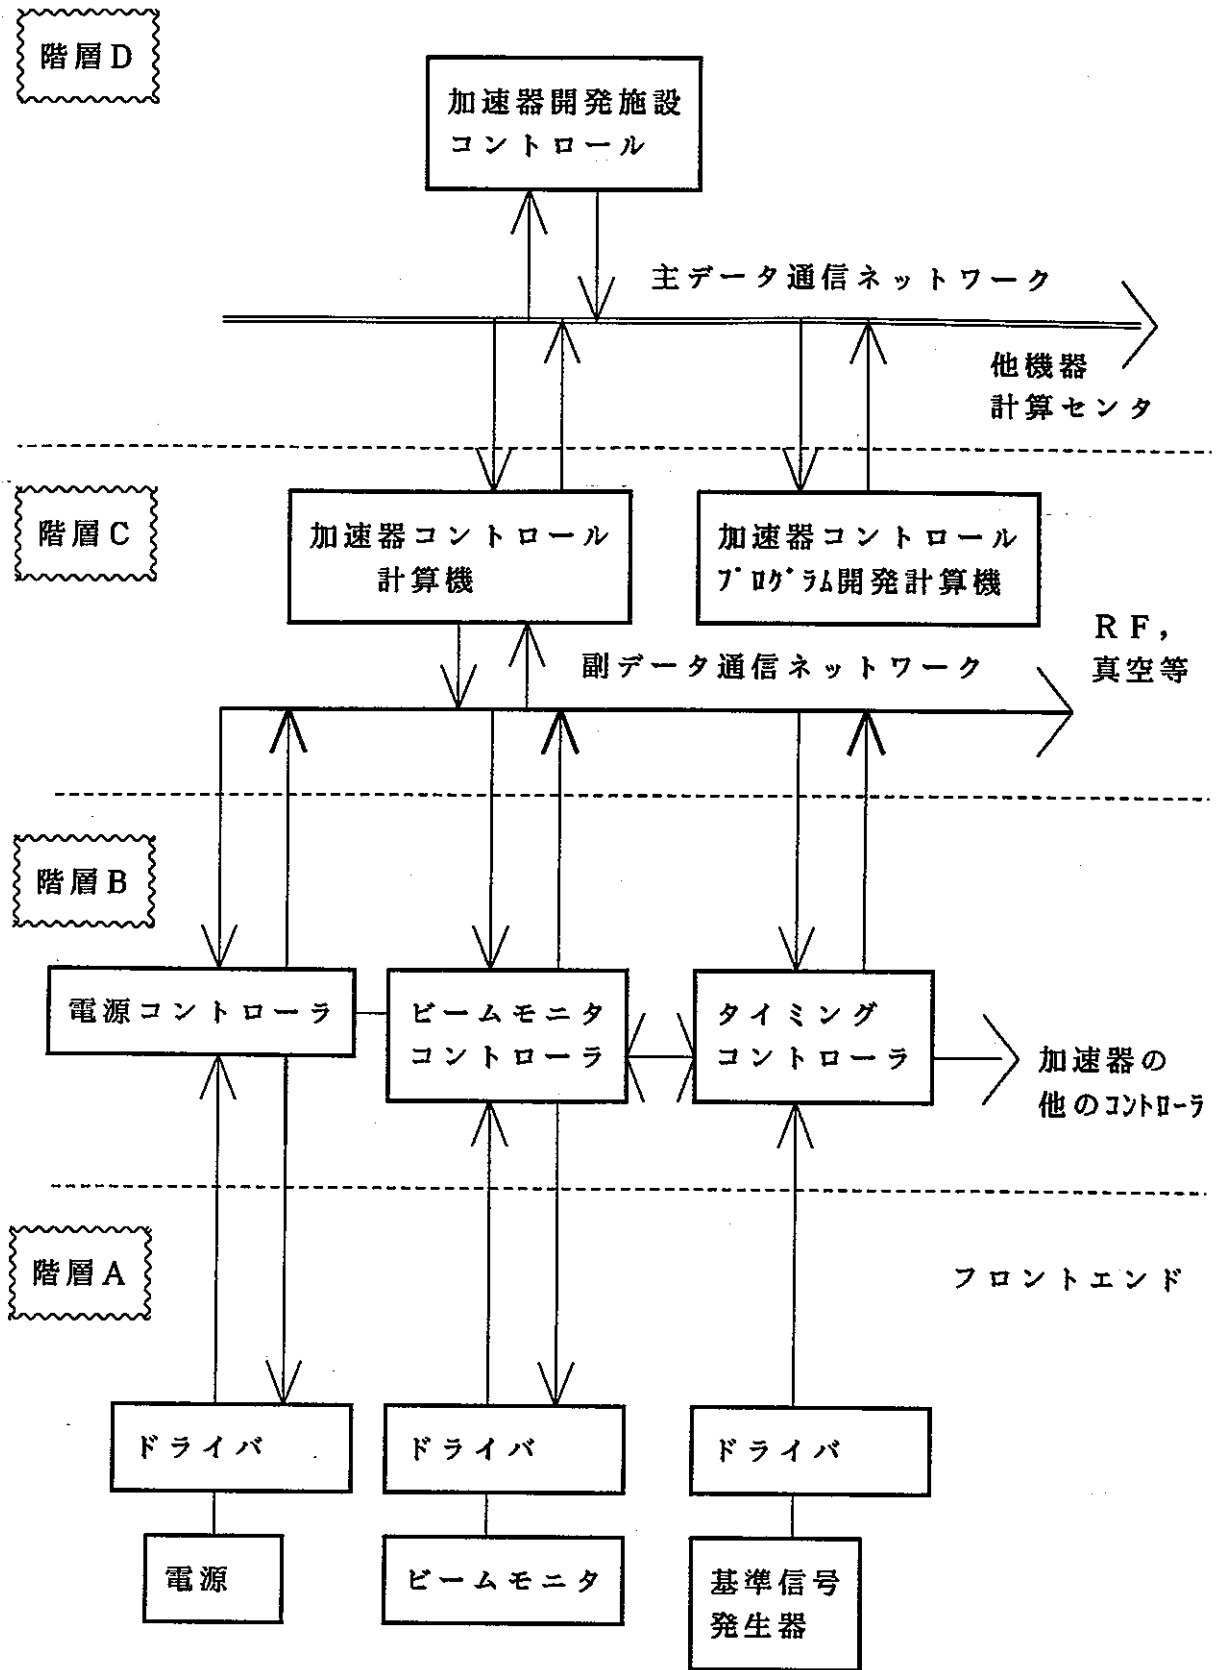 階層D
加速器開発施設
コントロール
主データ通信ネットワーク
他機器
計算センタ
階層C
加速器コントロール
計算機
加速器コントロール
プログラム開発計算機
RF,
真空等
副データ通信ネットワーク
階層B
電源コントローラ
ビームモニタ
コントローラ
タイミング
コントローラ
加速器の
他のコントローラ
階層A
フロントエンド
ドライバ
ドライバ
ドライバ
電源
ビームモニタ
基準信号
発生器